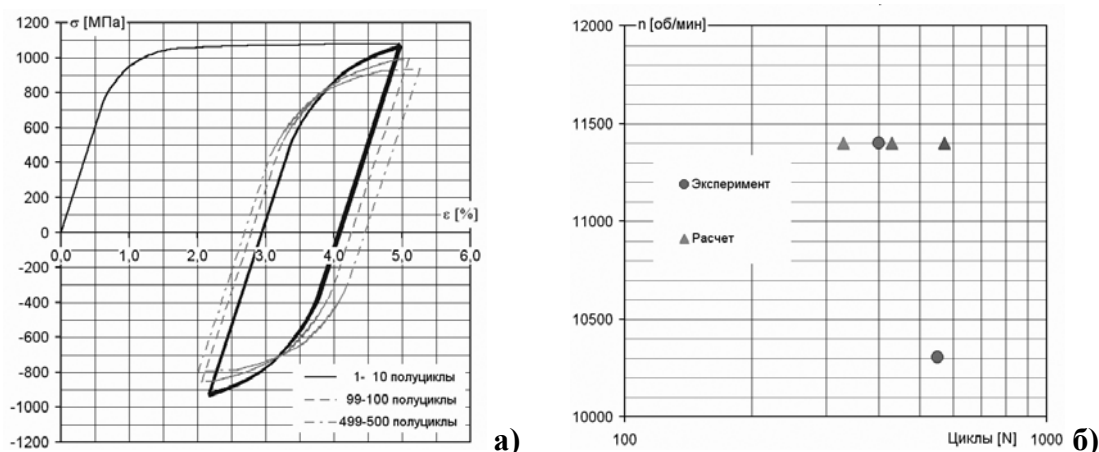 σ [МПа]
1200
1000
800
600
400
200
0
-200
-400
-600
-800
-1000
-1200
0,0
1,0
2,0
3,0
4,0
5,0
6,0
ε [%]
1- 10 полуциклы
99-100 полуциклы
499-500 полуциклы
а)
n [об/мин]
12000
11500
11000
10500
10000
Эксперимент
Расчет
100
Циклы [N]
1000
б)